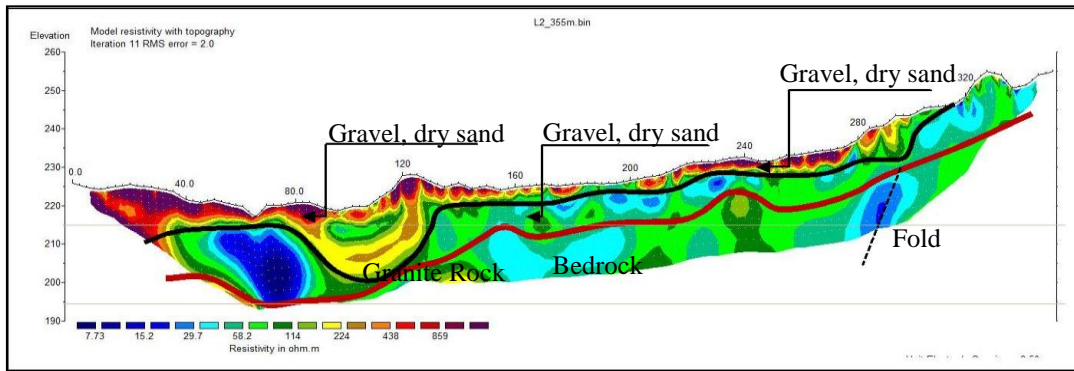 L2_355m.bin
Elevation
Model resistivity with topography
Iteration 11 RMS error = 2.0
260
250
240
230
220
210
200
190
Gravel, dry sand
Gravel, dry sand
Gravel, dry sand
0.0
40.0
80.0
120
160
200
240
280
320
Granite Rock
Bedrock
Fold
7.73
15.2
29.7
58.2
114
224
438
859
Resistivity in ohm.m